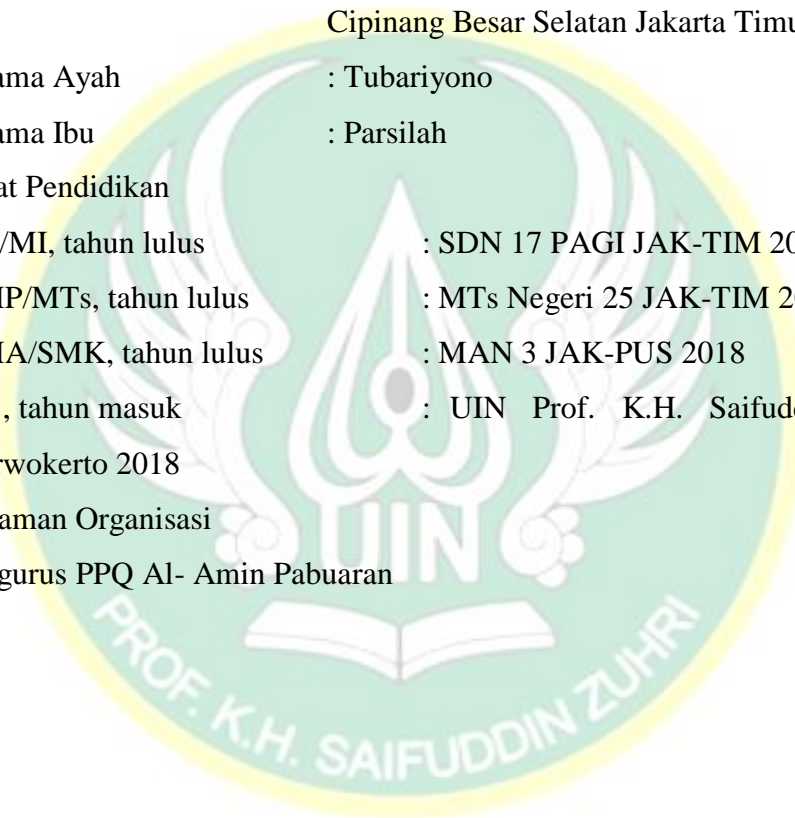 Cipinang Besar Selatan Jakarta Timu
ama Ayah : Tubariyono
ama Ibu : Parsilah
at Pendidikan
/MI, tahun lulus : SDN 17 PAGI JAK-TIM 20
IP/MTs, tahun lulus : MTs Negeri 25 JAK-TIM 2
IA/SMK, tahun lulus : MAN 3 JAK-PUS 2018
, tahun masuk : UIN Prof. K.H. Saifud
rwokerto 2018
aman Organisasi
gurus PPQ Al- Amin Pabuaran
UIN
PROF. K.H. SAIFUDDIN ZUHRI